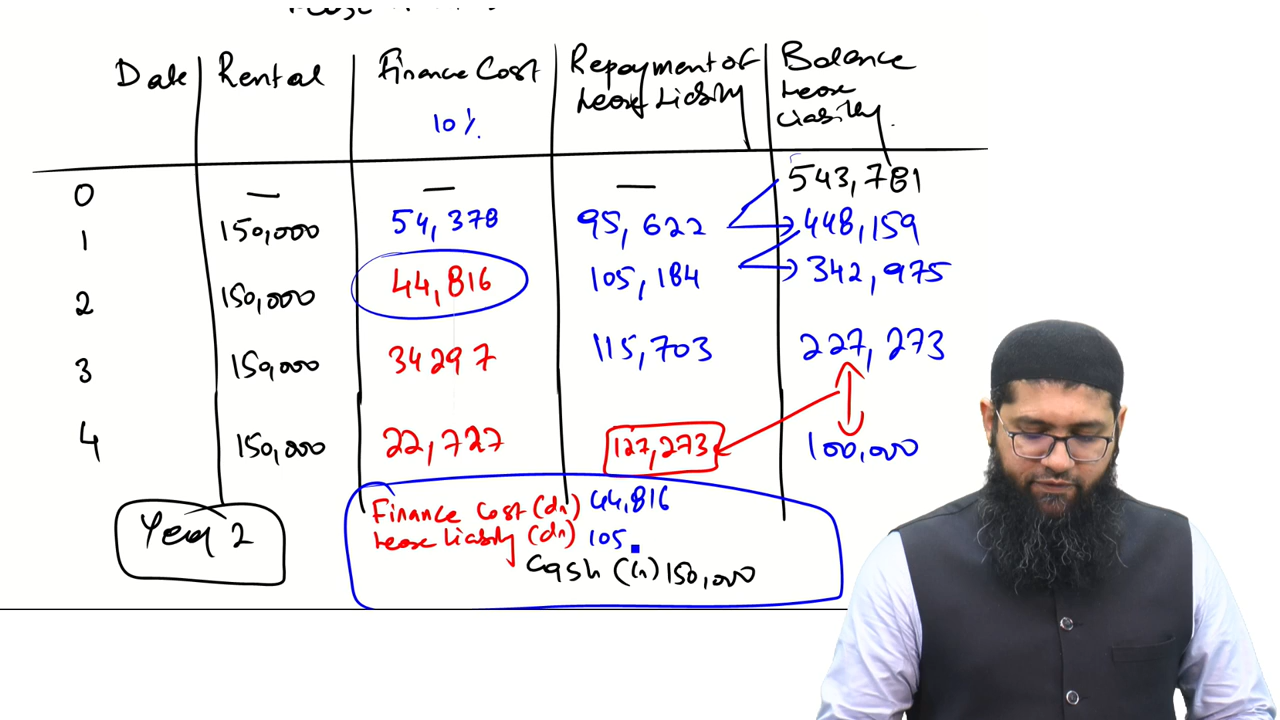 Date Rental Finance Cost 10% Repayment of Lease Liability Balance Lease Liability
0 — — — 543,781
1 150,000 54,378 95,622 448,159
2 150,000 44,816 105,184 342,975
3 150,000 34297 115,703 227,273
4 150,000 22,727 127,273 100,000
Year 2
Finance Cost (dr) 44,816
Lease Liability (dr) 105
Cash (cr) 150,000